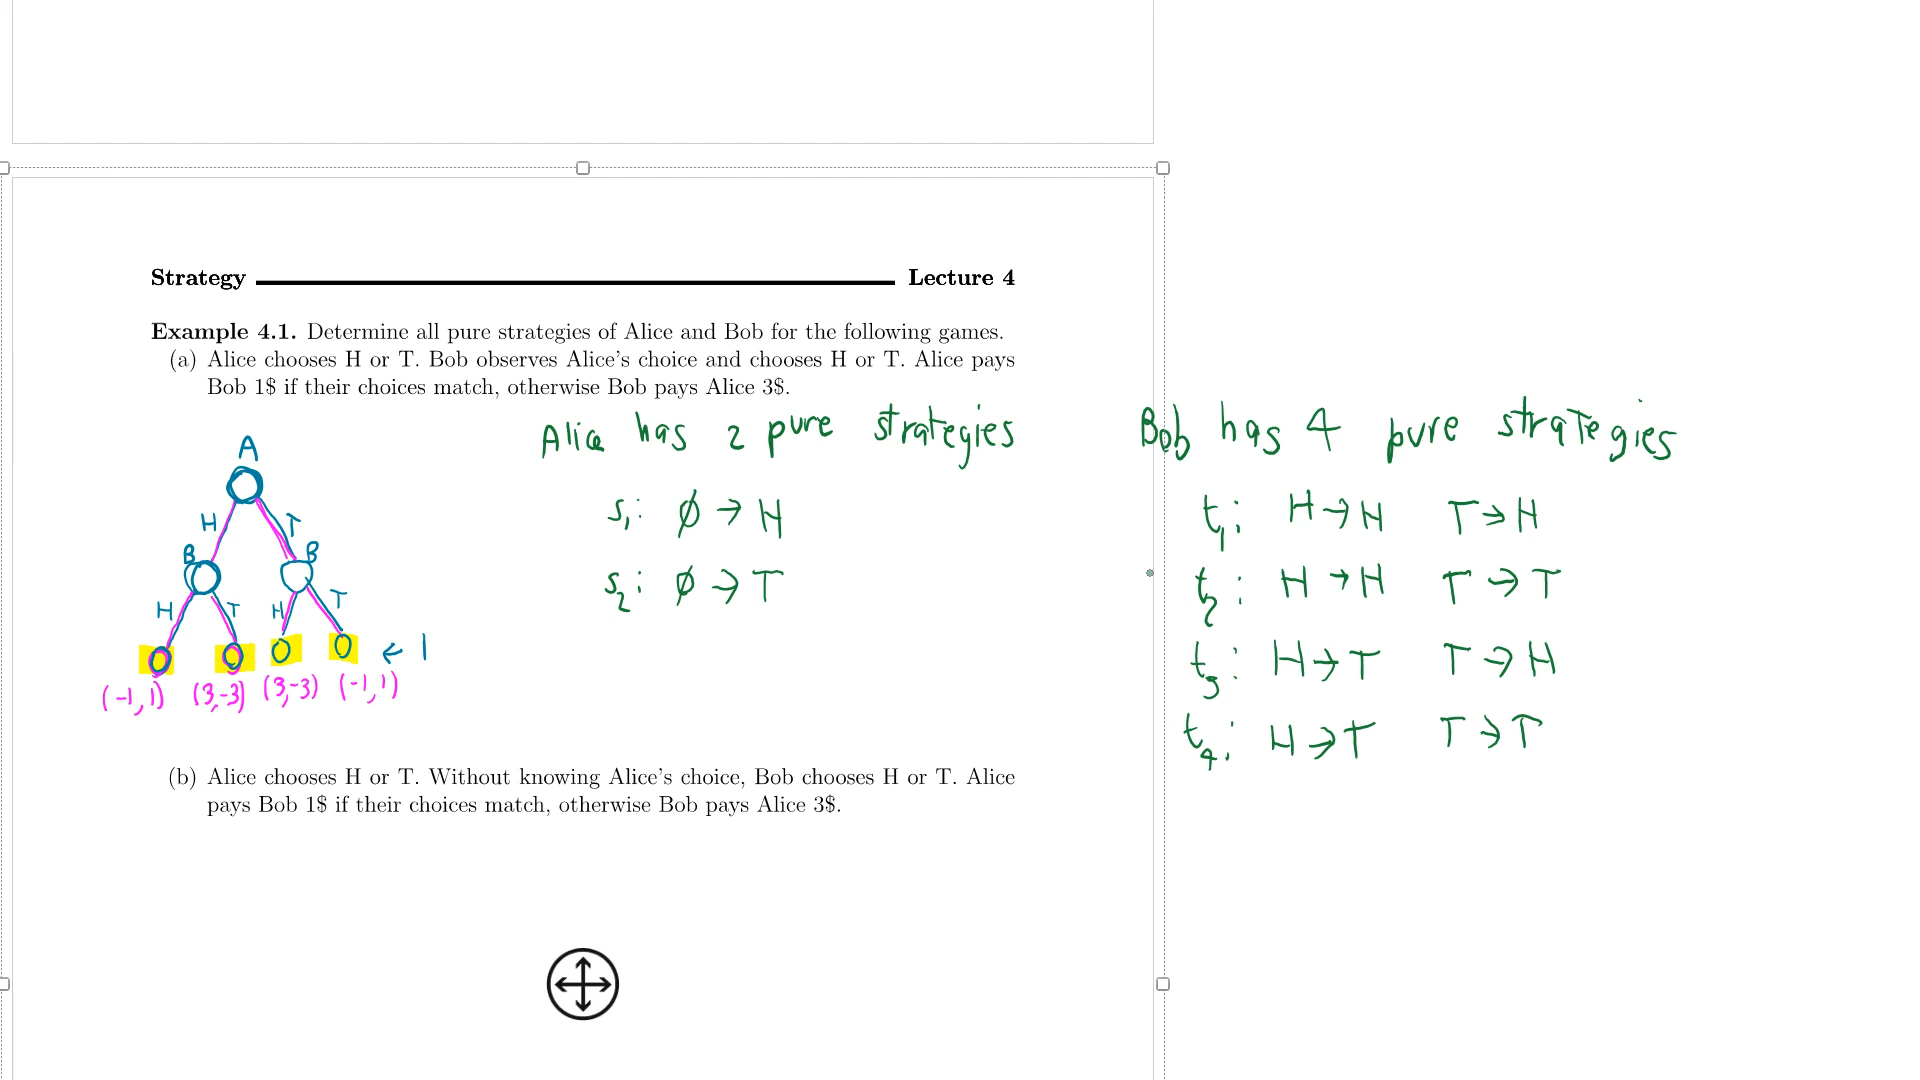 Strategy Lecture 4
Example 4.1. Determine all pure strategies of Alice and Bob for the following games.
(a) Alice chooses H or T. Bob observes Alice's choice and chooses H or T. Alice pays
Bob 1$ if their choices match, otherwise Bob pays Alice 3$.
Alice has 2 pure strategies
s₁: ∅ → H
s₂: ∅ → T
Bob has 4 pure strategies
t₁: H → H T → H
t₂: H → H T → T
t₃: H → T T → H
t₄: H → T T → T
A
H T
B B
H T H T
← 1
(-1, 1) (3,-3) (3,-3) (-1, 1)
(b) Alice chooses H or T. Without knowing Alice's choice, Bob chooses H or T. Alice
pays Bob 1$ if their choices match, otherwise Bob pays Alice 3$.